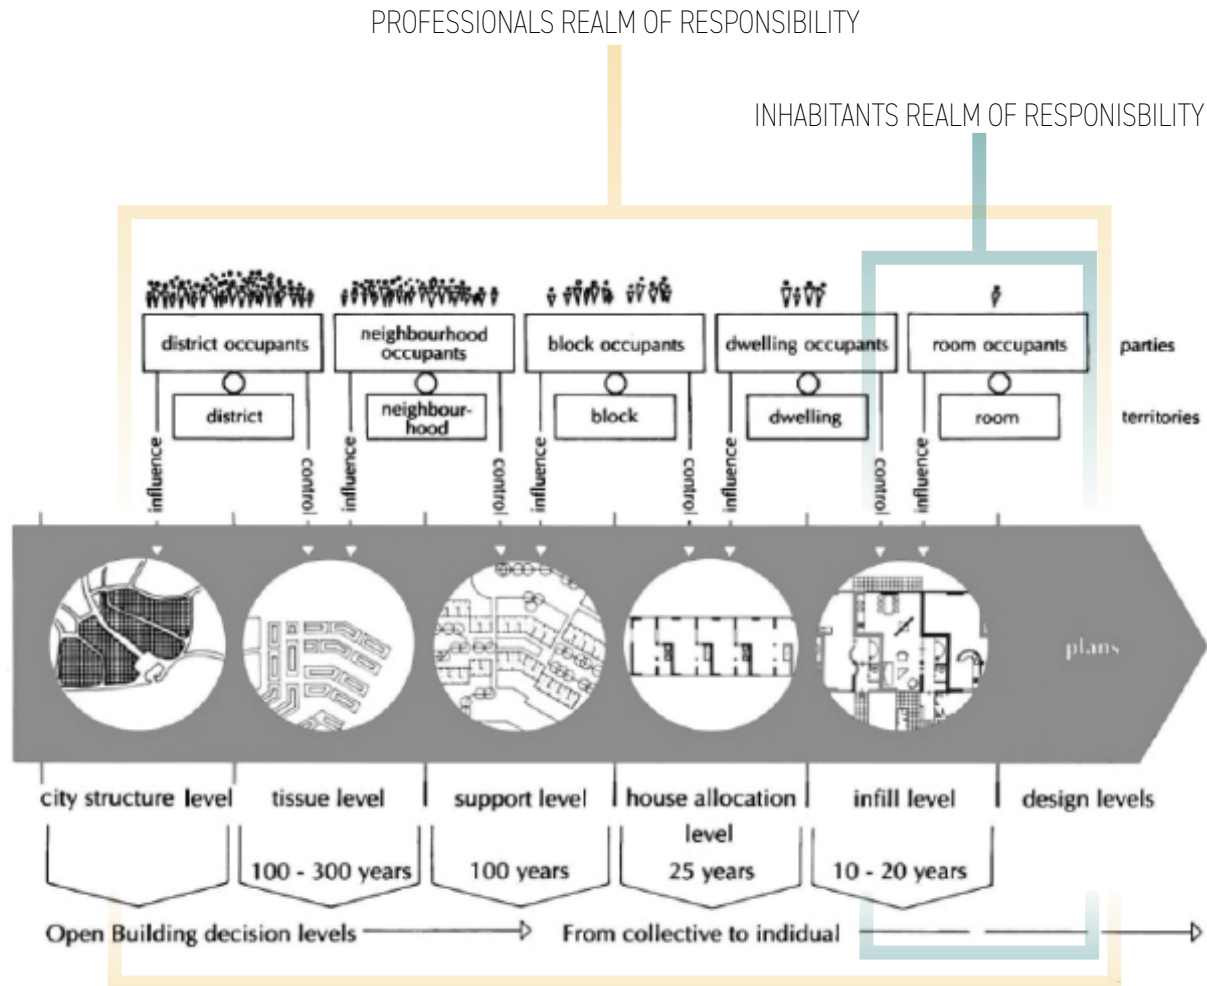 PROFESSIONALS REALM OF RESPONSIBILITY
INHABITANTS REALM OF RESPONISBILITY
district occupants
neighbourhood
occupants
block occupants
dwelling occupants
room occupants
parties
district
neighbour-
hood
block
dwelling
room
territories
influence
control
influence
control
influence
control
influence
control
influence
plans
city structure level
tissue level
support level
house allocation
level
infill level
design levels
100 - 300 years
100 years
25 years
10 - 20 years
Open Building decision levels
From collective to indidual